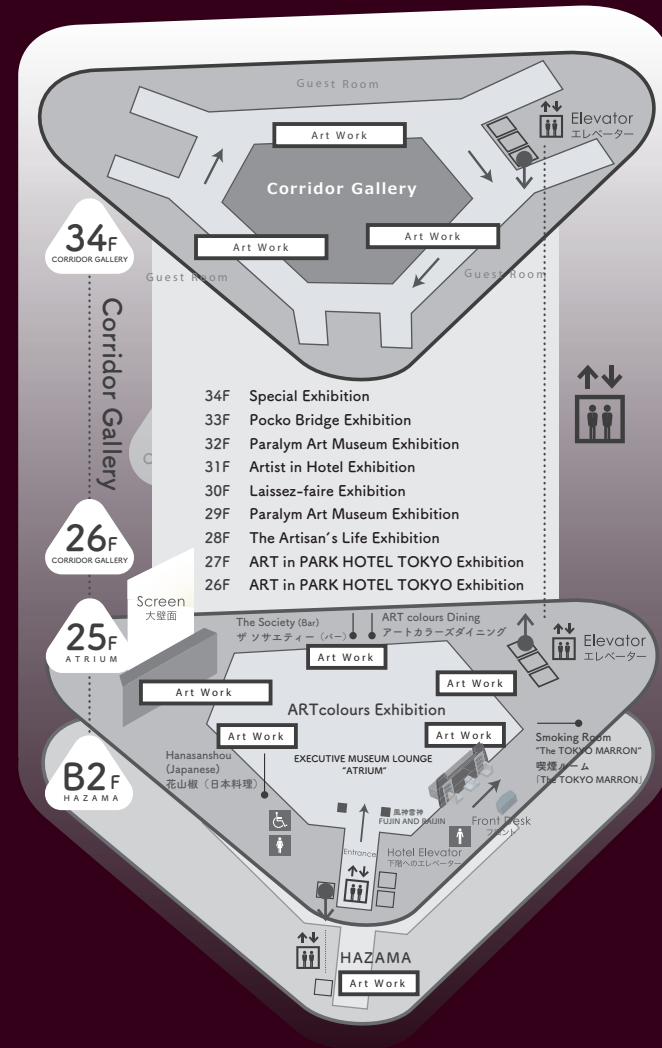 Guest Room
Elevator
エレベーター
Art Work
Corridor Gallery
Art Work
Art Work
Guest Room
Guest Room
34F
CORRIDOR GALLERY
Corridor Gallery
34F Special Exhibition
33F Pocko Bridge Exhibition
32F Paralym Art Museum Exhibition
31F Artist in Hotel Exhibition
30F Laissez-faire Exhibition
29F Paralym Art Museum Exhibition
28F The Artisan's Life Exhibition
27F ART in PARK HOTEL TOKYO Exhibition
26F ART in PARK HOTEL TOKYO Exhibition
26F
CORRIDOR GALLERY
Screen
大壁面
25F
ATRIUM
The Society (Bar)
ザ ソサエティー（バー）
ART colours Dining
アートカラーズダイニング
Elevator
エレベーター
Art Work
Art Work
Art Work
ARTcolours Exhibition
Art Work
Art Work
Smoking Room
"The TOKYO MARRON"
喫煙ルーム
「The TOKYO MARRON」
EXECUTIVE MUSEUM LOUNGE
"ATRIUM"
Hanasanshou
(Japanese)
花山椒（日本料理）
B2F
HAZAMA
風神雷神
FUJIN AND RAIJIN
Front Desk
フロント
Entrance
Hotel Elevator
下階へのエレベーター
HAZAMA
Art Work